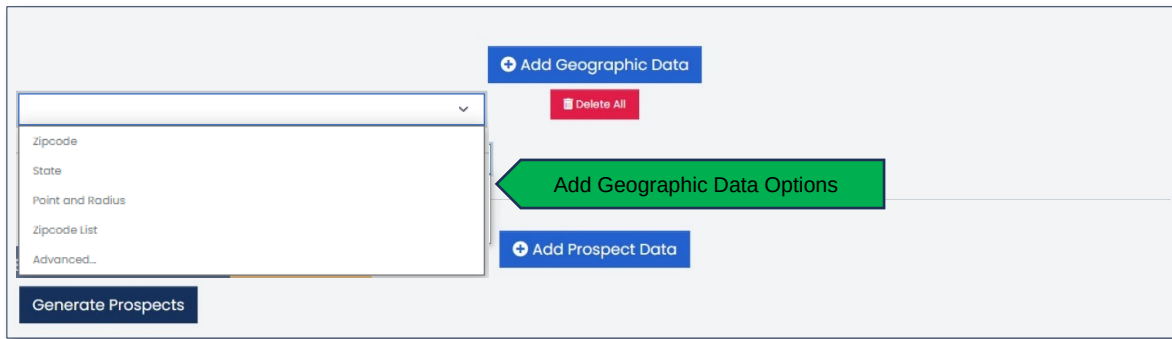 Add Geographic Data
Delete All
Zipcode
State
Point and Radius
Zipcode List
Advanced...
Add Geographic Data Options
Add Prospect Data
Generate Prospects